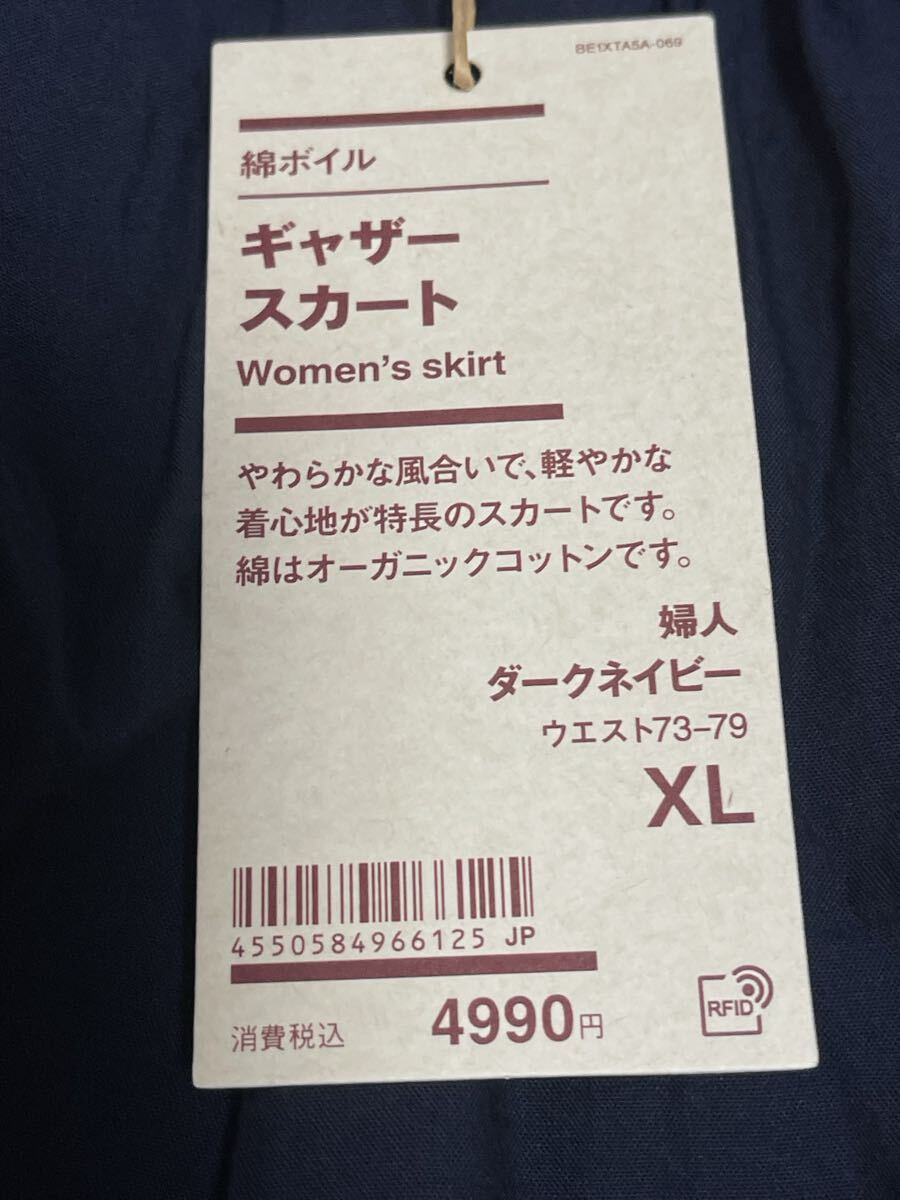 BE1XTA5A-069
綿ボイル
ギャザー
スカート
Women's skirt
やわらかな風合いで、軽やかな
着心地が特長のスカートです。
綿はオーガニックコットンです。
婦人
ダークネイビー
ウエスト73-79
XL
4550584966125 JP
消費税込 4990円
RFID